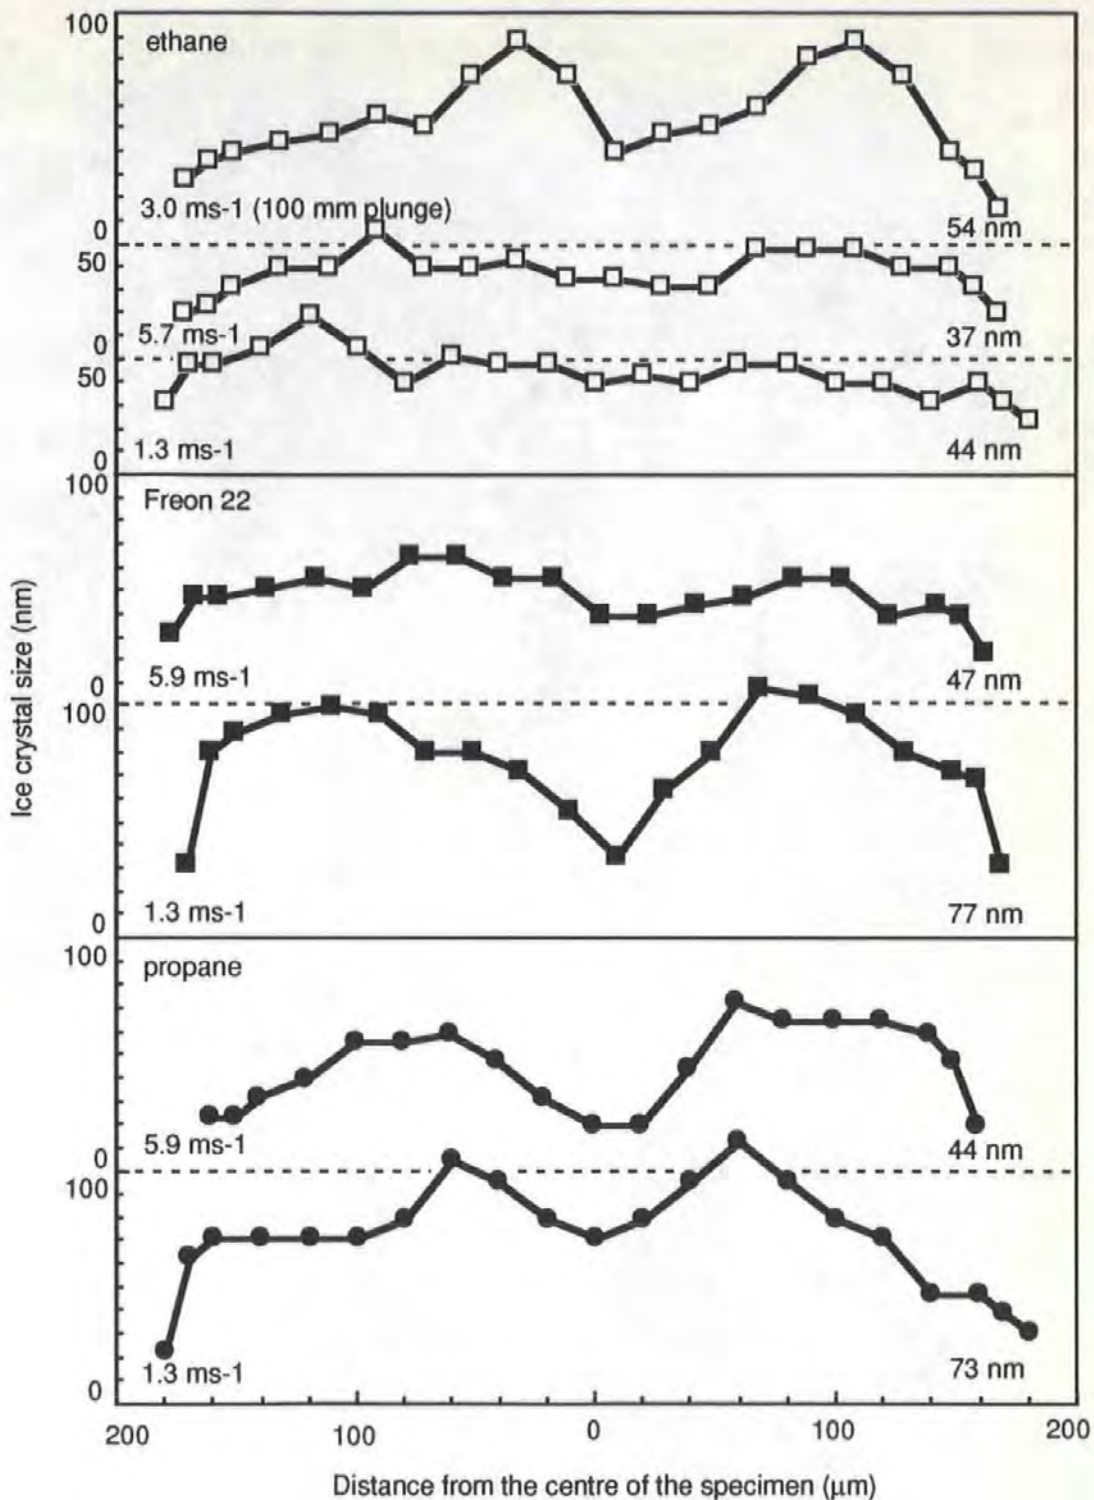 100
ethane
3.0 ms-1 (100 mm plunge)
54 nm
0
50
5.7 ms-1
37 nm
0
50
1.3 ms-1
44 nm
0
100
Freon 22
5.9 ms-1
47 nm
0
100
1.3 ms-1
77 nm
0
100
propane
5.9 ms-1
44 nm
0
100
1.3 ms-1
73 nm
0
200 100 0 100 200
Distance from the centre of the specimen (µm)
Ice crystal size (nm)